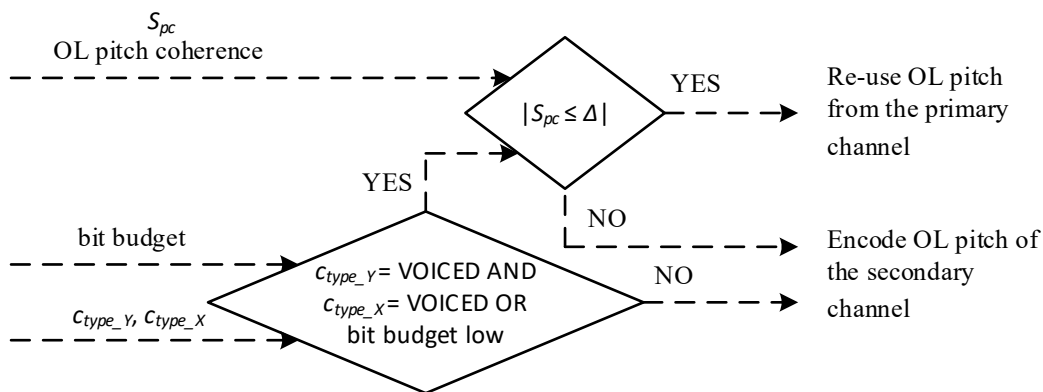 S_pc
OL pitch coherence
|S_pc ≤ Δ|
YES
Re-use OL pitch
from the primary
channel
YES
NO
bit budget
c_type_Y, c_type_X
c_type_Y = VOICED AND
c_type_X = VOICED OR
bit budget low
NO
Encode OL pitch of
the secondary
channel